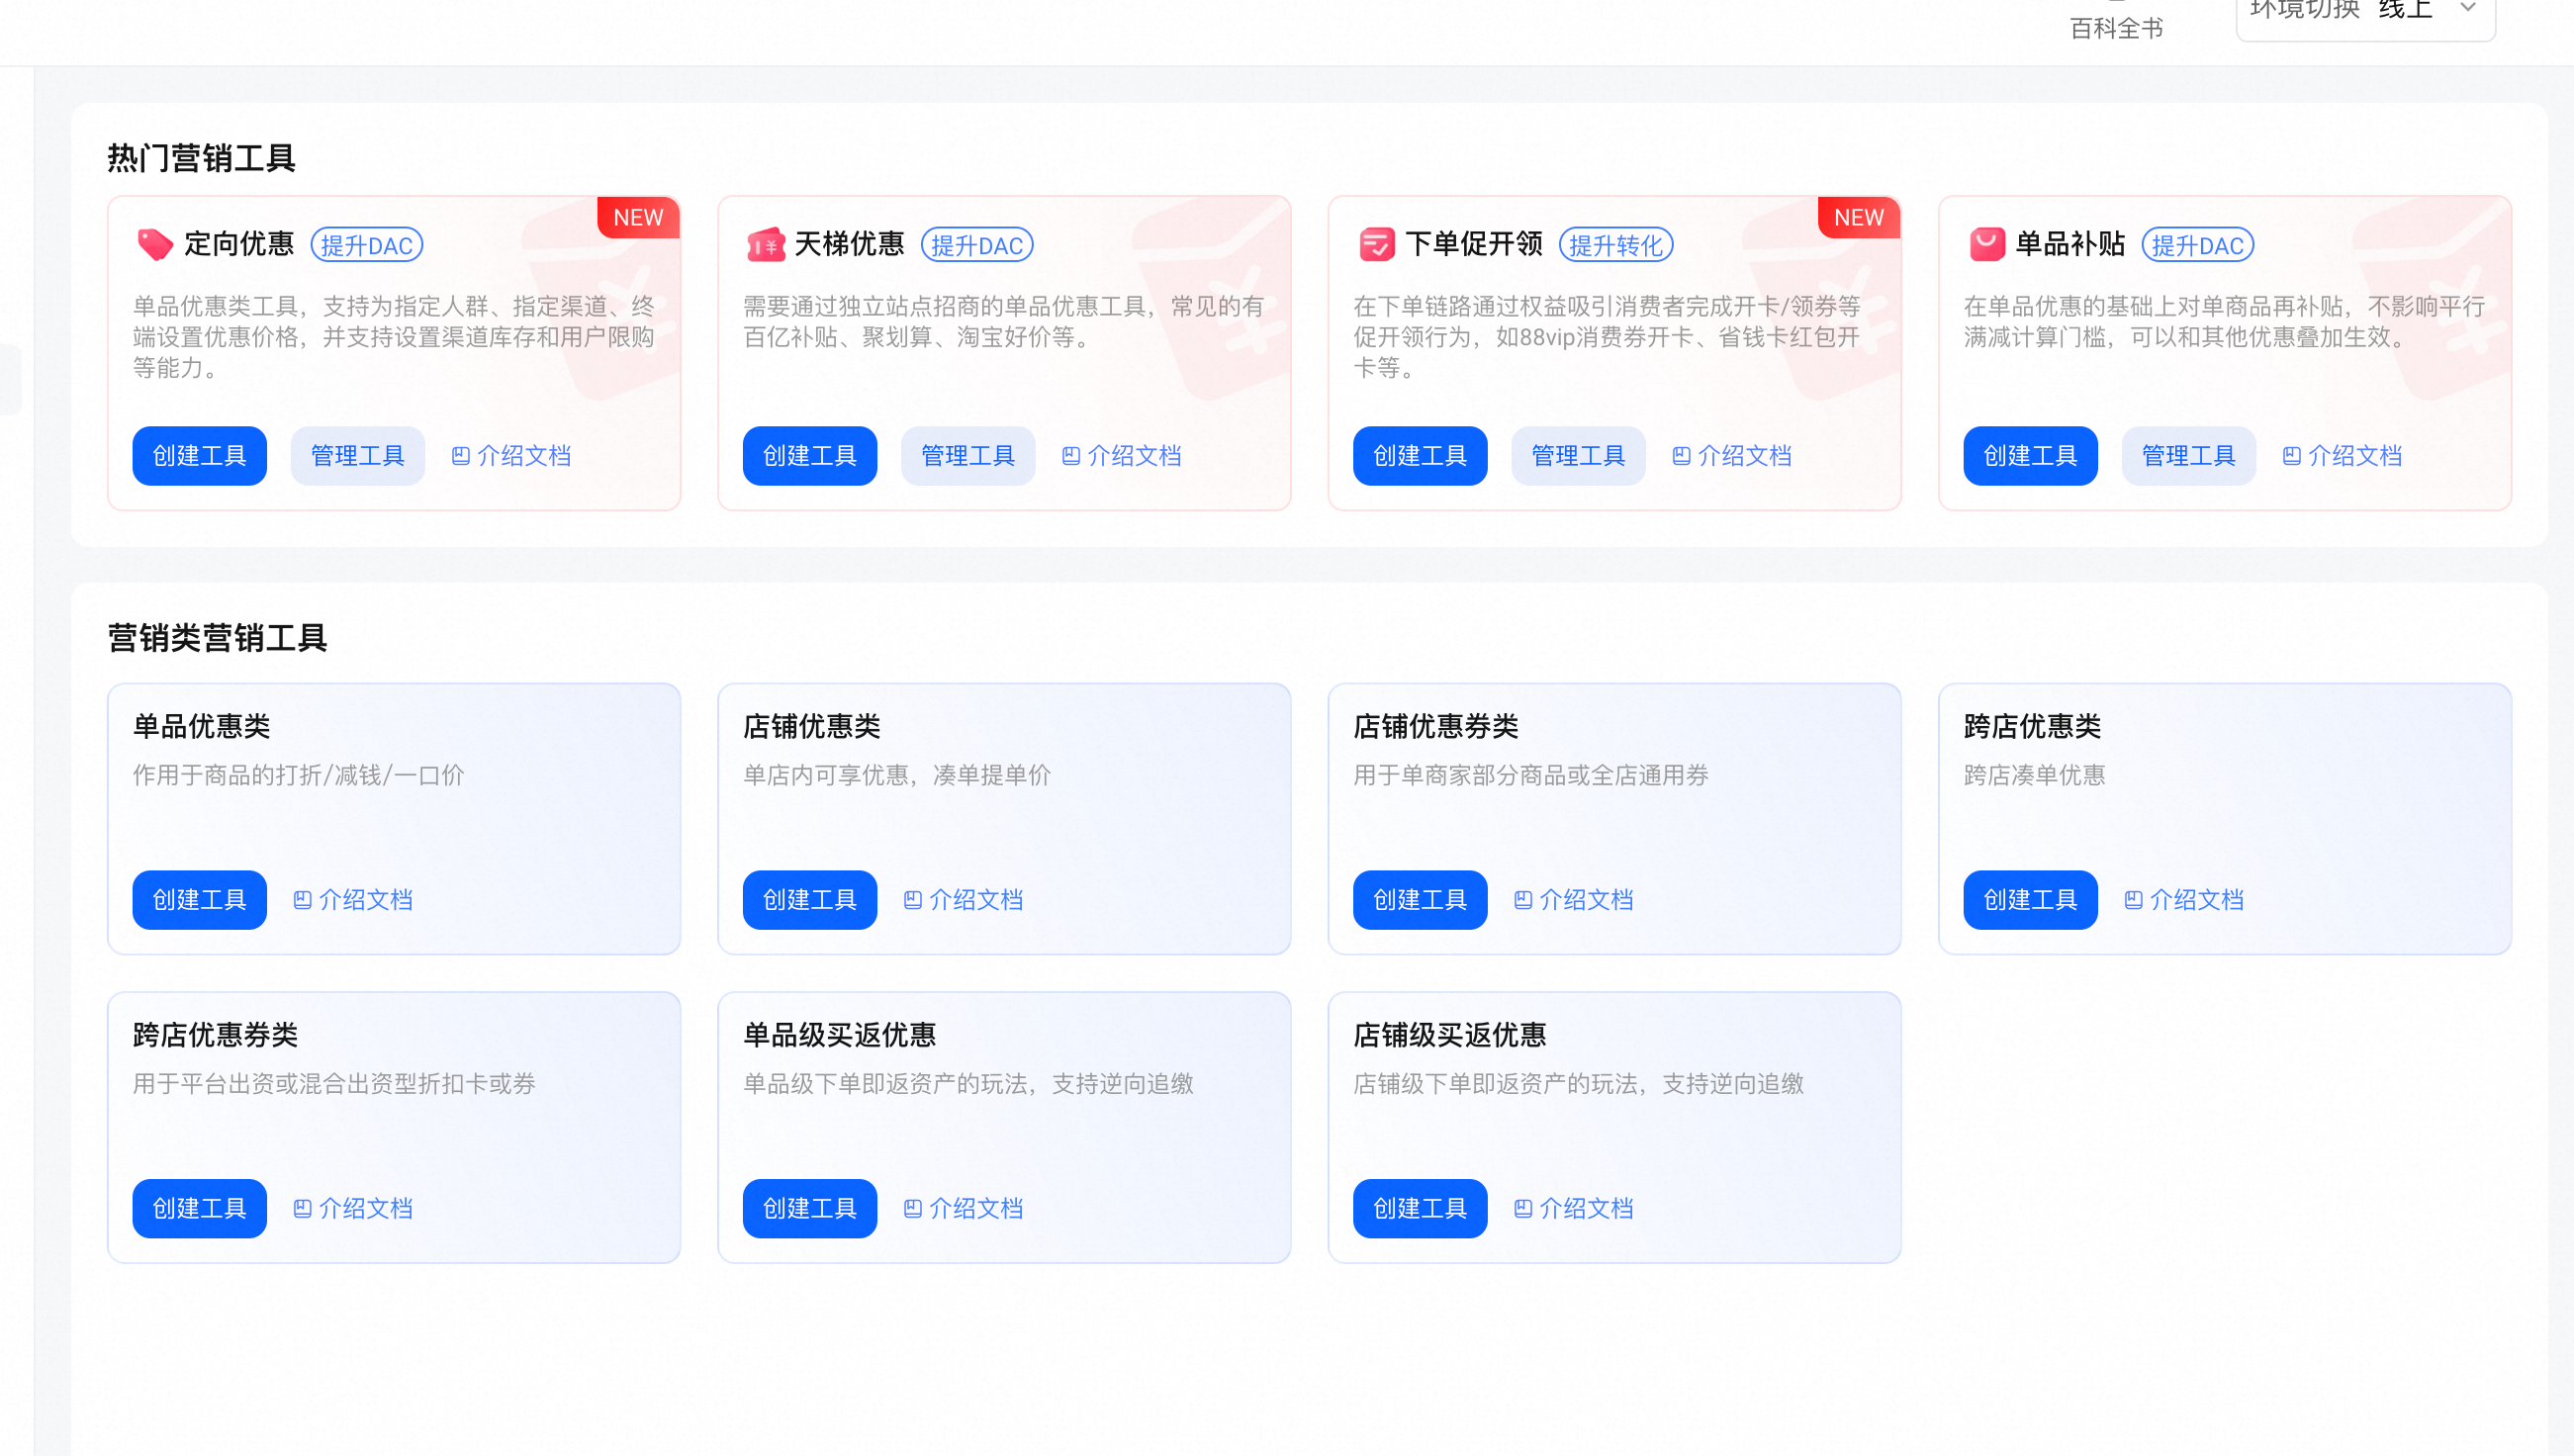 百科全书
环境切换 线上
热门营销工具
定向优惠 提升DAC NEW
单品优惠类工具，支持为指定人群、指定渠道、终
端设置优惠价格，并支持设置渠道库存和用户限购
等能力。
创建工具 管理工具 介绍文档
天梯优惠 提升DAC
需要通过独立站点招商的单品优惠工具，常见的有
百亿补贴、聚划算、淘宝好价等。
创建工具 管理工具 介绍文档
下单促开领 提升转化 NEW
在下单链路通过权益吸引消费者完成开卡/领券等
促开领行为，如88vip消费券开卡、省钱卡红包开
卡等。
创建工具 管理工具 介绍文档
单品补贴 提升DAC
在单品优惠的基础上对单商品再补贴，不影响平行
满减计算门槛，可以和其他优惠叠加生效。
创建工具 管理工具 介绍文档
营销类营销工具
单品优惠类
作用于商品的打折/减钱/一口价
创建工具 介绍文档
店铺优惠类
单店内可享优惠，凑单提单价
创建工具 介绍文档
店铺优惠券类
用于单商家部分商品或全店通用券
创建工具 介绍文档
跨店优惠类
跨店凑单优惠
创建工具 介绍文档
跨店优惠券类
用于平台出资或混合出资型折扣卡或券
创建工具 介绍文档
单品级买返优惠
单品级下单即返资产的玩法，支持逆向追缴
创建工具 介绍文档
店铺级买返优惠
店铺级下单即返资产的玩法，支持逆向追缴
创建工具 介绍文档